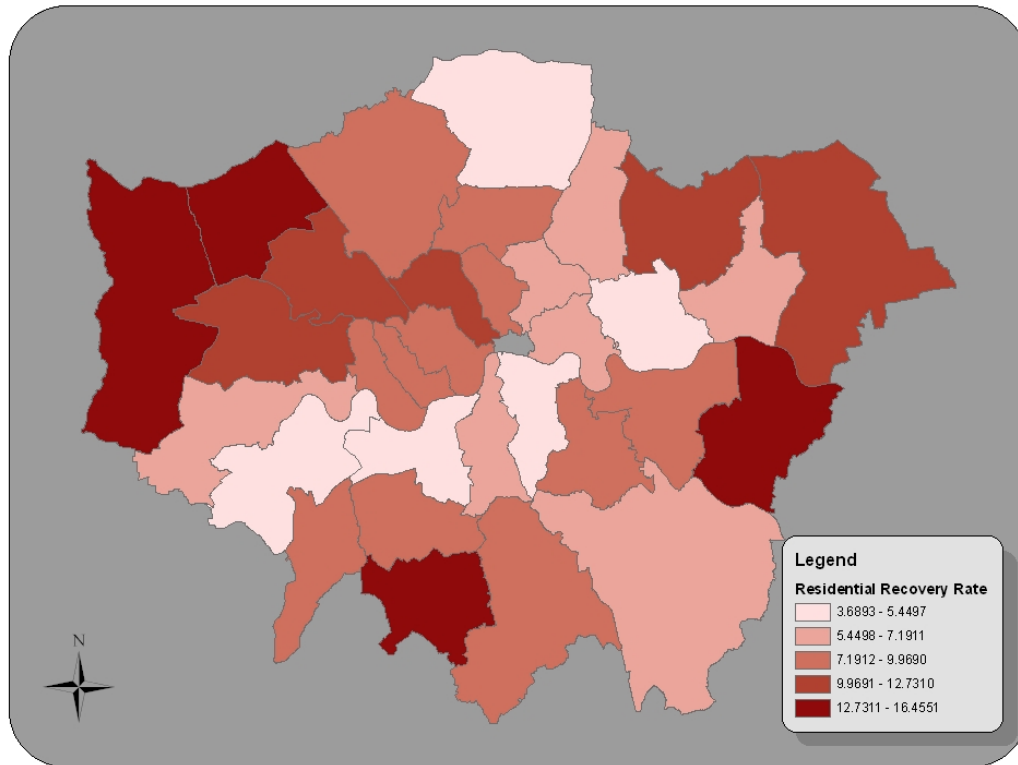 N
Legend
Residential Recovery Rate
3.6893 - 5.4497
5.4498 - 7.1911
7.1912 - 9.9690
9.9691 - 12.7310
12.7311 - 16.4551